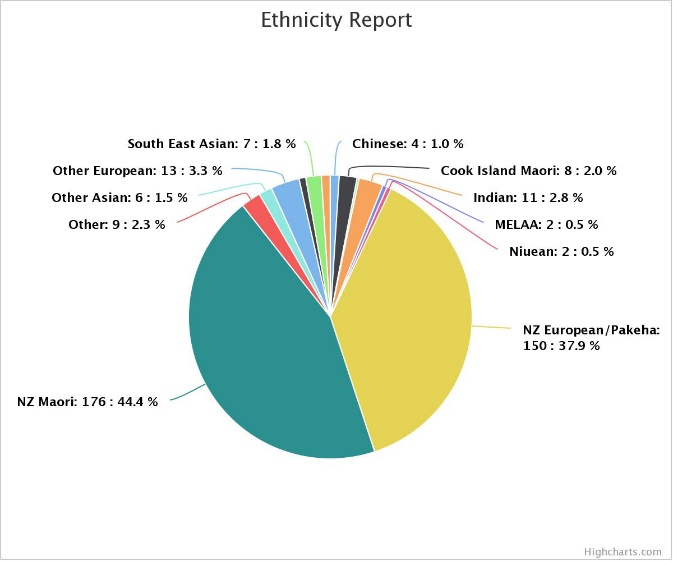 Ethnicity Report
South East Asian: 7 : 1.8 %
Chinese: 4 : 1.0 %
Other European: 13 : 3.3 %
Cook Island Maori: 8 : 2.0 %
Other Asian: 6 : 1.5 %
Indian: 11 : 2.8 %
Other: 9 : 2.3 %
MELAA: 2 : 0.5 %
Niuean: 2 : 0.5 %
NZ European/Pakeha:
150 : 37.9 %
NZ Maori: 176 : 44.4 %
Highcharts.com